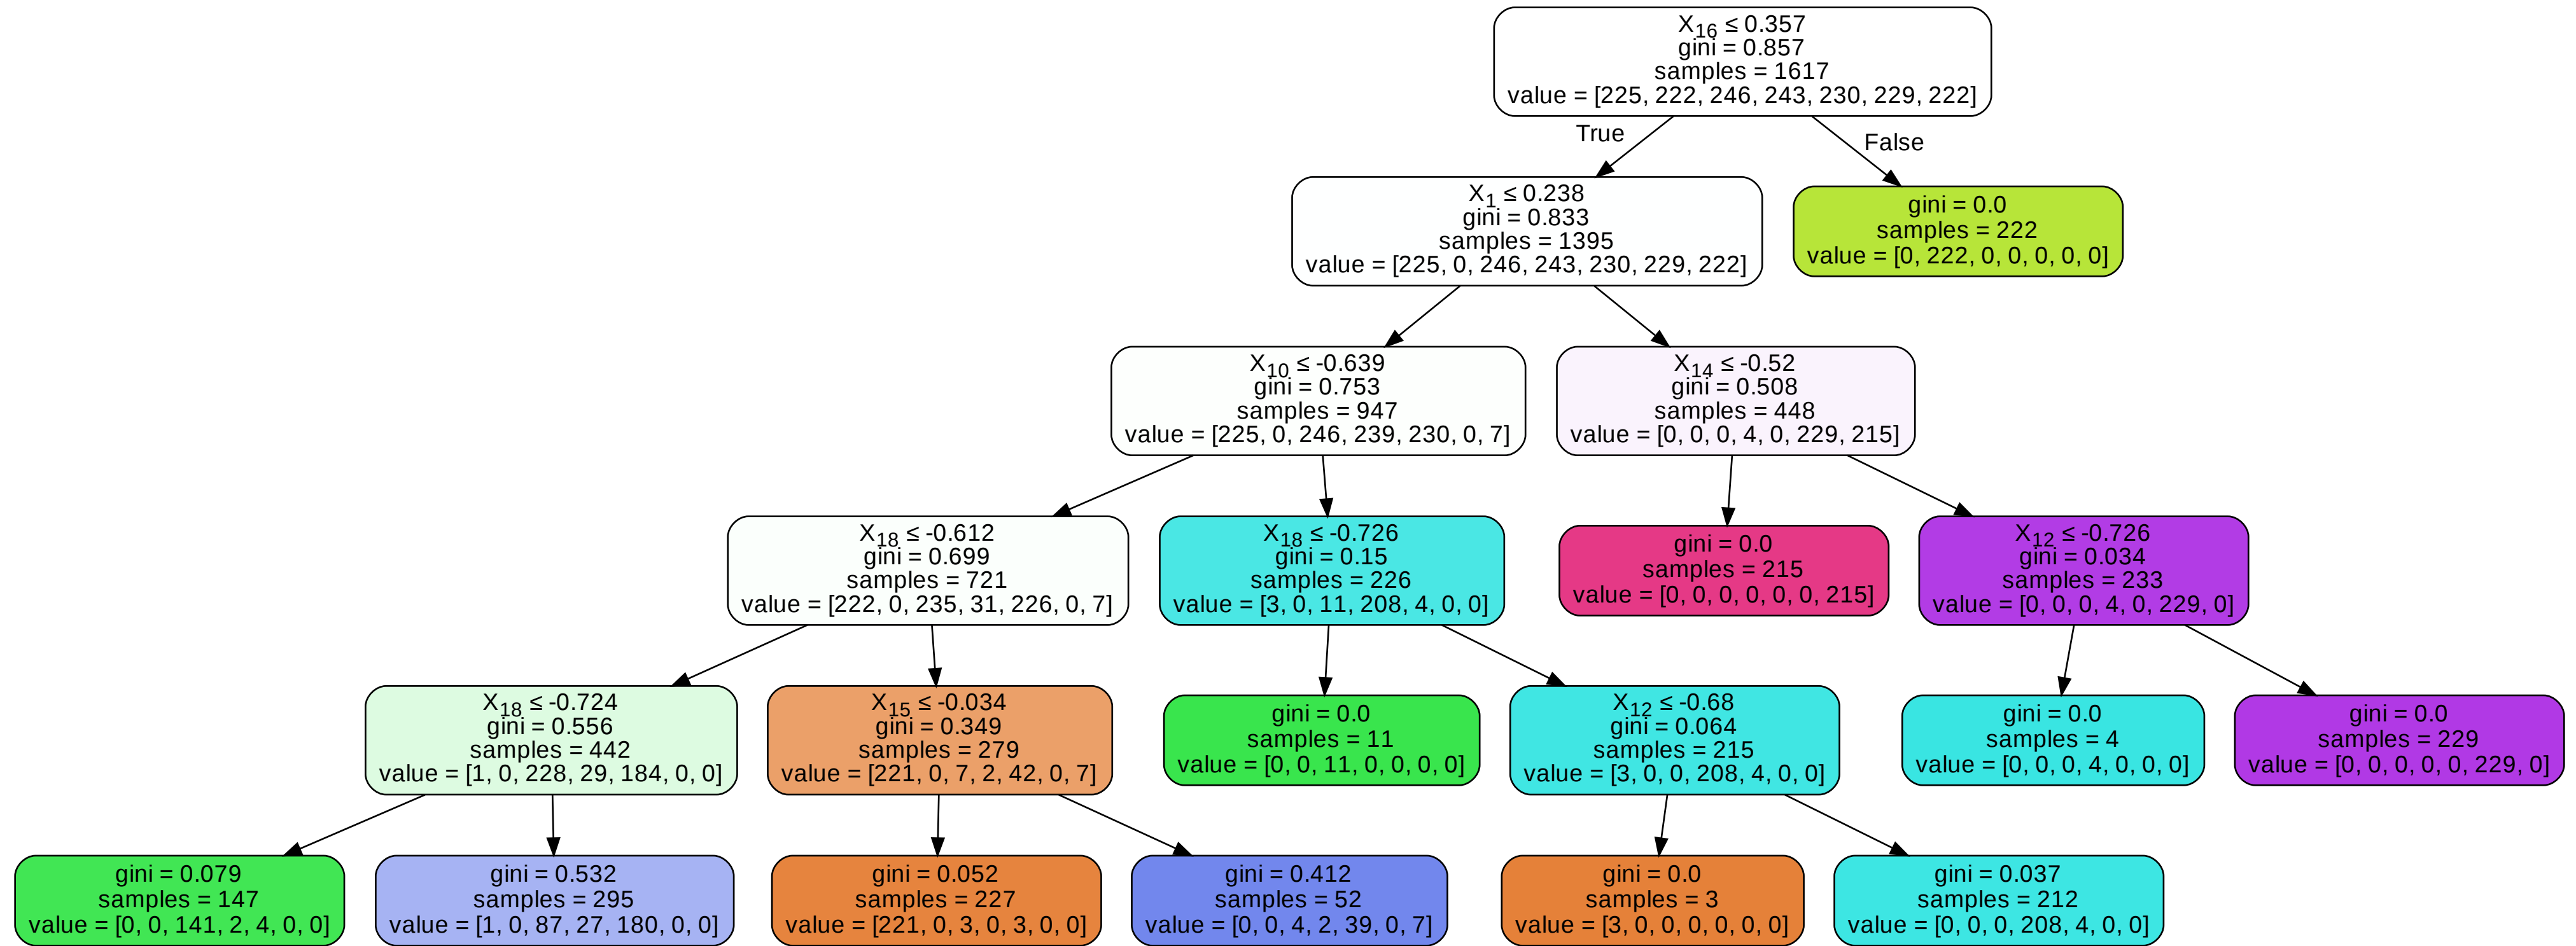 X16 ≤ 0.357
gini = 0.857
samples = 1617
value = [225, 222, 246, 243, 230, 229, 222]
True
False
X1 ≤ 0.238
gini = 0.833
samples = 1395
value = [225, 0, 246, 243, 230, 229, 222]
gini = 0.0
samples = 222
value = [0, 222, 0, 0, 0, 0, 0]
X10 ≤ -0.639
gini = 0.753
samples = 947
value = [225, 0, 246, 239, 230, 0, 7]
X14 ≤ -0.52
gini = 0.508
samples = 448
value = [0, 0, 0, 4, 0, 229, 215]
X18 ≤ -0.612
gini = 0.699
samples = 721
value = [222, 0, 235, 31, 226, 0, 7]
X18 ≤ -0.726
gini = 0.15
samples = 226
value = [3, 0, 11, 208, 4, 0, 0]
gini = 0.0
samples = 215
value = [0, 0, 0, 0, 0, 0, 215]
X12 ≤ -0.726
gini = 0.034
samples = 233
value = [0, 0, 0, 4, 0, 229, 0]
X18 ≤ -0.724
gini = 0.556
samples = 442
value = [1, 0, 228, 29, 184, 0, 0]
X15 ≤ -0.034
gini = 0.349
samples = 279
value = [221, 0, 7, 2, 42, 0, 7]
gini = 0.0
samples = 11
value = [0, 0, 11, 0, 0, 0, 0]
X12 ≤ -0.68
gini = 0.064
samples = 215
value = [3, 0, 0, 208, 4, 0, 0]
gini = 0.0
samples = 4
value = [0, 0, 0, 4, 0, 0, 0]
gini = 0.0
samples = 229
value = [0, 0, 0, 0, 0, 229, 0]
gini = 0.079
samples = 147
value = [0, 0, 141, 2, 4, 0, 0]
gini = 0.532
samples = 295
value = [1, 0, 87, 27, 180, 0, 0]
gini = 0.052
samples = 227
value = [221, 0, 3, 0, 3, 0, 0]
gini = 0.412
samples = 52
value = [0, 0, 4, 2, 39, 0, 7]
gini = 0.0
samples = 3
value = [3, 0, 0, 0, 0, 0, 0]
gini = 0.037
samples = 212
value = [0, 0, 0, 208, 4, 0, 0]